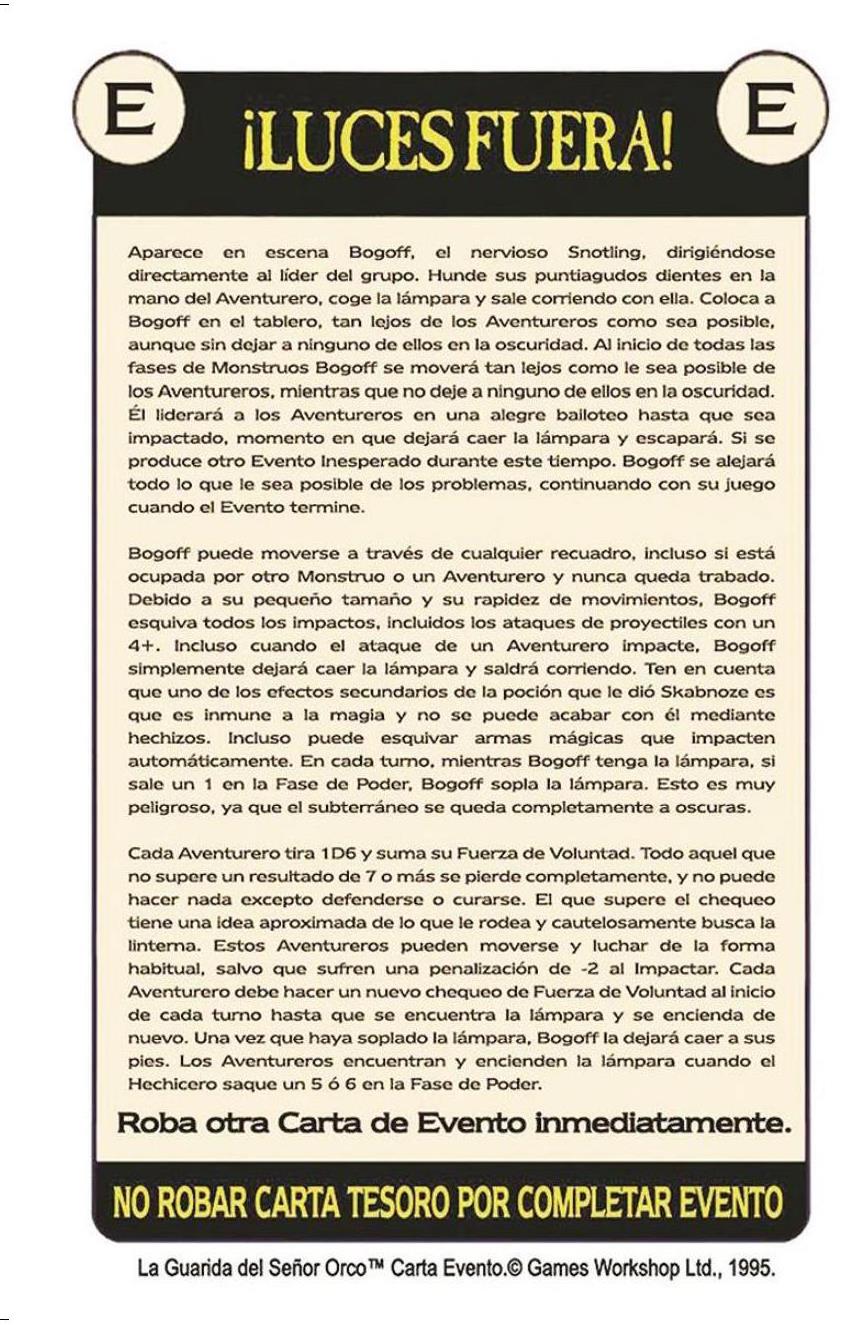 E
¡LUCES FUERA!
E
Aparece en escena Bogoff, el nervioso Snotling, dirigiéndose
directamente al líder del grupo. Hunde sus puntiagudos dientes en la
mano del Aventurero, coge la lámpara y sale corriendo con ella. Coloca a
Bogoff en el tablero, tan lejos de los Aventureros como sea posible,
aunque sin dejar a ninguno de ellos en la oscuridad. Al inicio de todas las
fases de Monstruos Bogoff se moverá tan lejos como le sea posible de
los Aventureros, mientras que no deje a ninguno de ellos en la oscuridad.
Él liderará a los Aventureros en una alegre bailoteo hasta que sea
impactado, momento en que dejará caer la lámpara y escapará. Si se
produce otro Evento Inesperado durante este tiempo. Bogoff se alejará
todo lo que le sea posible de los problemas, continuando con su juego
cuando el Evento termine.
Bogoff puede moverse a través de cualquier recuadro, incluso si está
ocupada por otro Monstruo o un Aventurero y nunca queda trabado.
Debido a su pequeño tamaño y su rapidez de movimientos, Bogoff
esquiva todos los impactos, incluidos los ataques de proyectiles con un
4+. Incluso cuando el ataque de un Aventurero impacte, Bogoff
simplemente dejará caer la lámpara y saldrá corriendo. Ten en cuenta
que uno de los efectos secundarios de la poción que le dió Skabnoze es
que es inmune a la magia y no se puede acabar con él mediante
hechizos. Incluso puede esquivar armas mágicas que impacten
automáticamente. En cada turno, mientras Bogoff tenga la lámpara, si
sale un 1 en la Fase de Poder, Bogoff sopla la lámpara. Esto es muy
peligroso, ya que el subterráneo se queda completamente a oscuras.
Cada Aventurero tira 1D6 y suma su Fuerza de Voluntad. Todo aquel que
no supere un resultado de 7 o más se pierde completamente, y no puede
hacer nada excepto defenderse o curarse. El que supere el chequeo
tiene una idea aproximada de lo que le rodea y cautelosamente busca la
linterna. Estos Aventureros pueden moverse y luchar de la forma
habitual, salvo que sufren una penalización de -2 al Impactar. Cada
Aventurero debe hacer un nuevo chequeo de Fuerza de Voluntad al inicio
de cada turno hasta que se encuentra la lámpara y se encienda de
nuevo. Una vez que haya soplado la lámpara, Bogoff la dejará caer a sus
pies. Los Aventureros encuentran y encienden la lámpara cuando el
Hechicero saque un 5 ó 6 en la Fase de Poder.
Roba otra Carta de Evento inmediatamente.
NO ROBAR CARTA TESORO POR COMPLETAR EVENTO
La Guarida del Señor Orco™ Carta Evento.© Games Workshop Ltd., 1995.